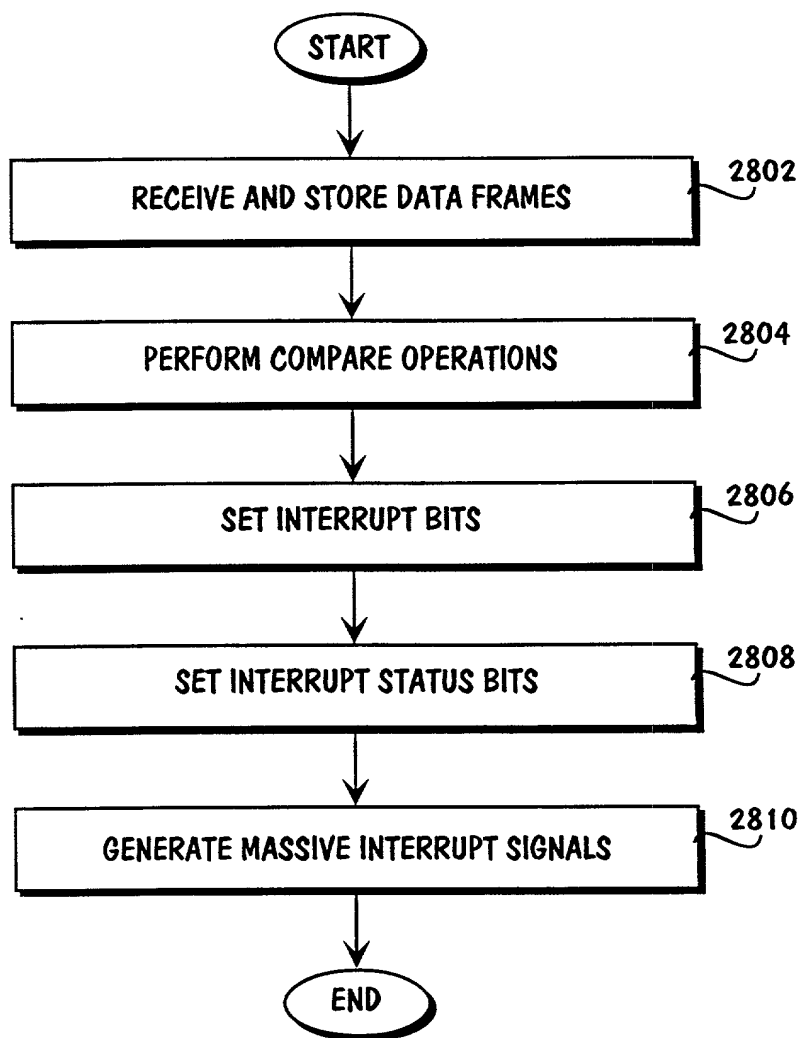 START
RECEIVE AND STORE DATA FRAMES
2802
PERFORM COMPARE OPERATIONS
2804
SET INTERRUPT BITS
2806
SET INTERRUPT STATUS BITS
2808
GENERATE MASSIVE INTERRUPT SIGNALS
2810
END